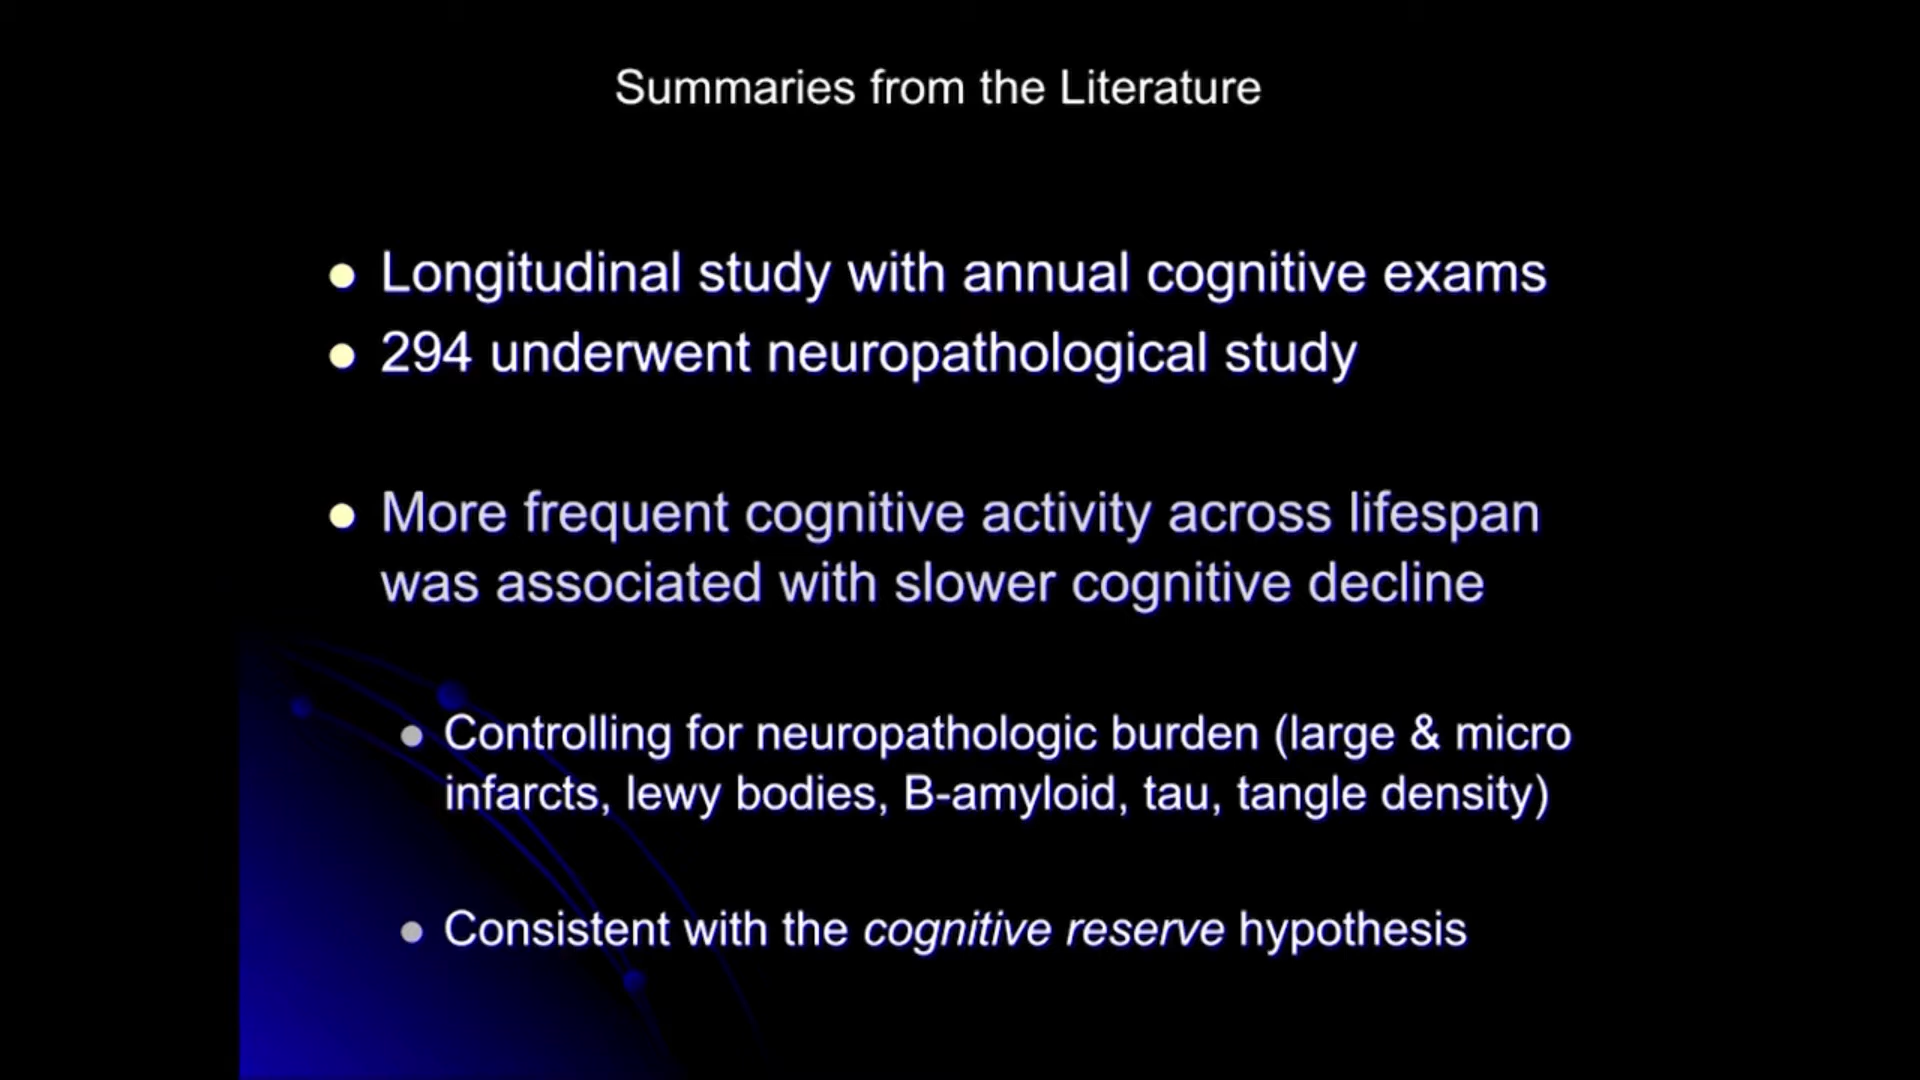 Summaries from the Literature
Longitudinal study with annual cognitive exams
294 underwent neuropathological study
More frequent cognitive activity across lifespan
was associated with slower cognitive decline
Controlling for neuropathologic burden (large & micro
infarcts, lewy bodies, B-amyloid, tau, tangle density)
Consistent with the cognitive reserve hypothesis